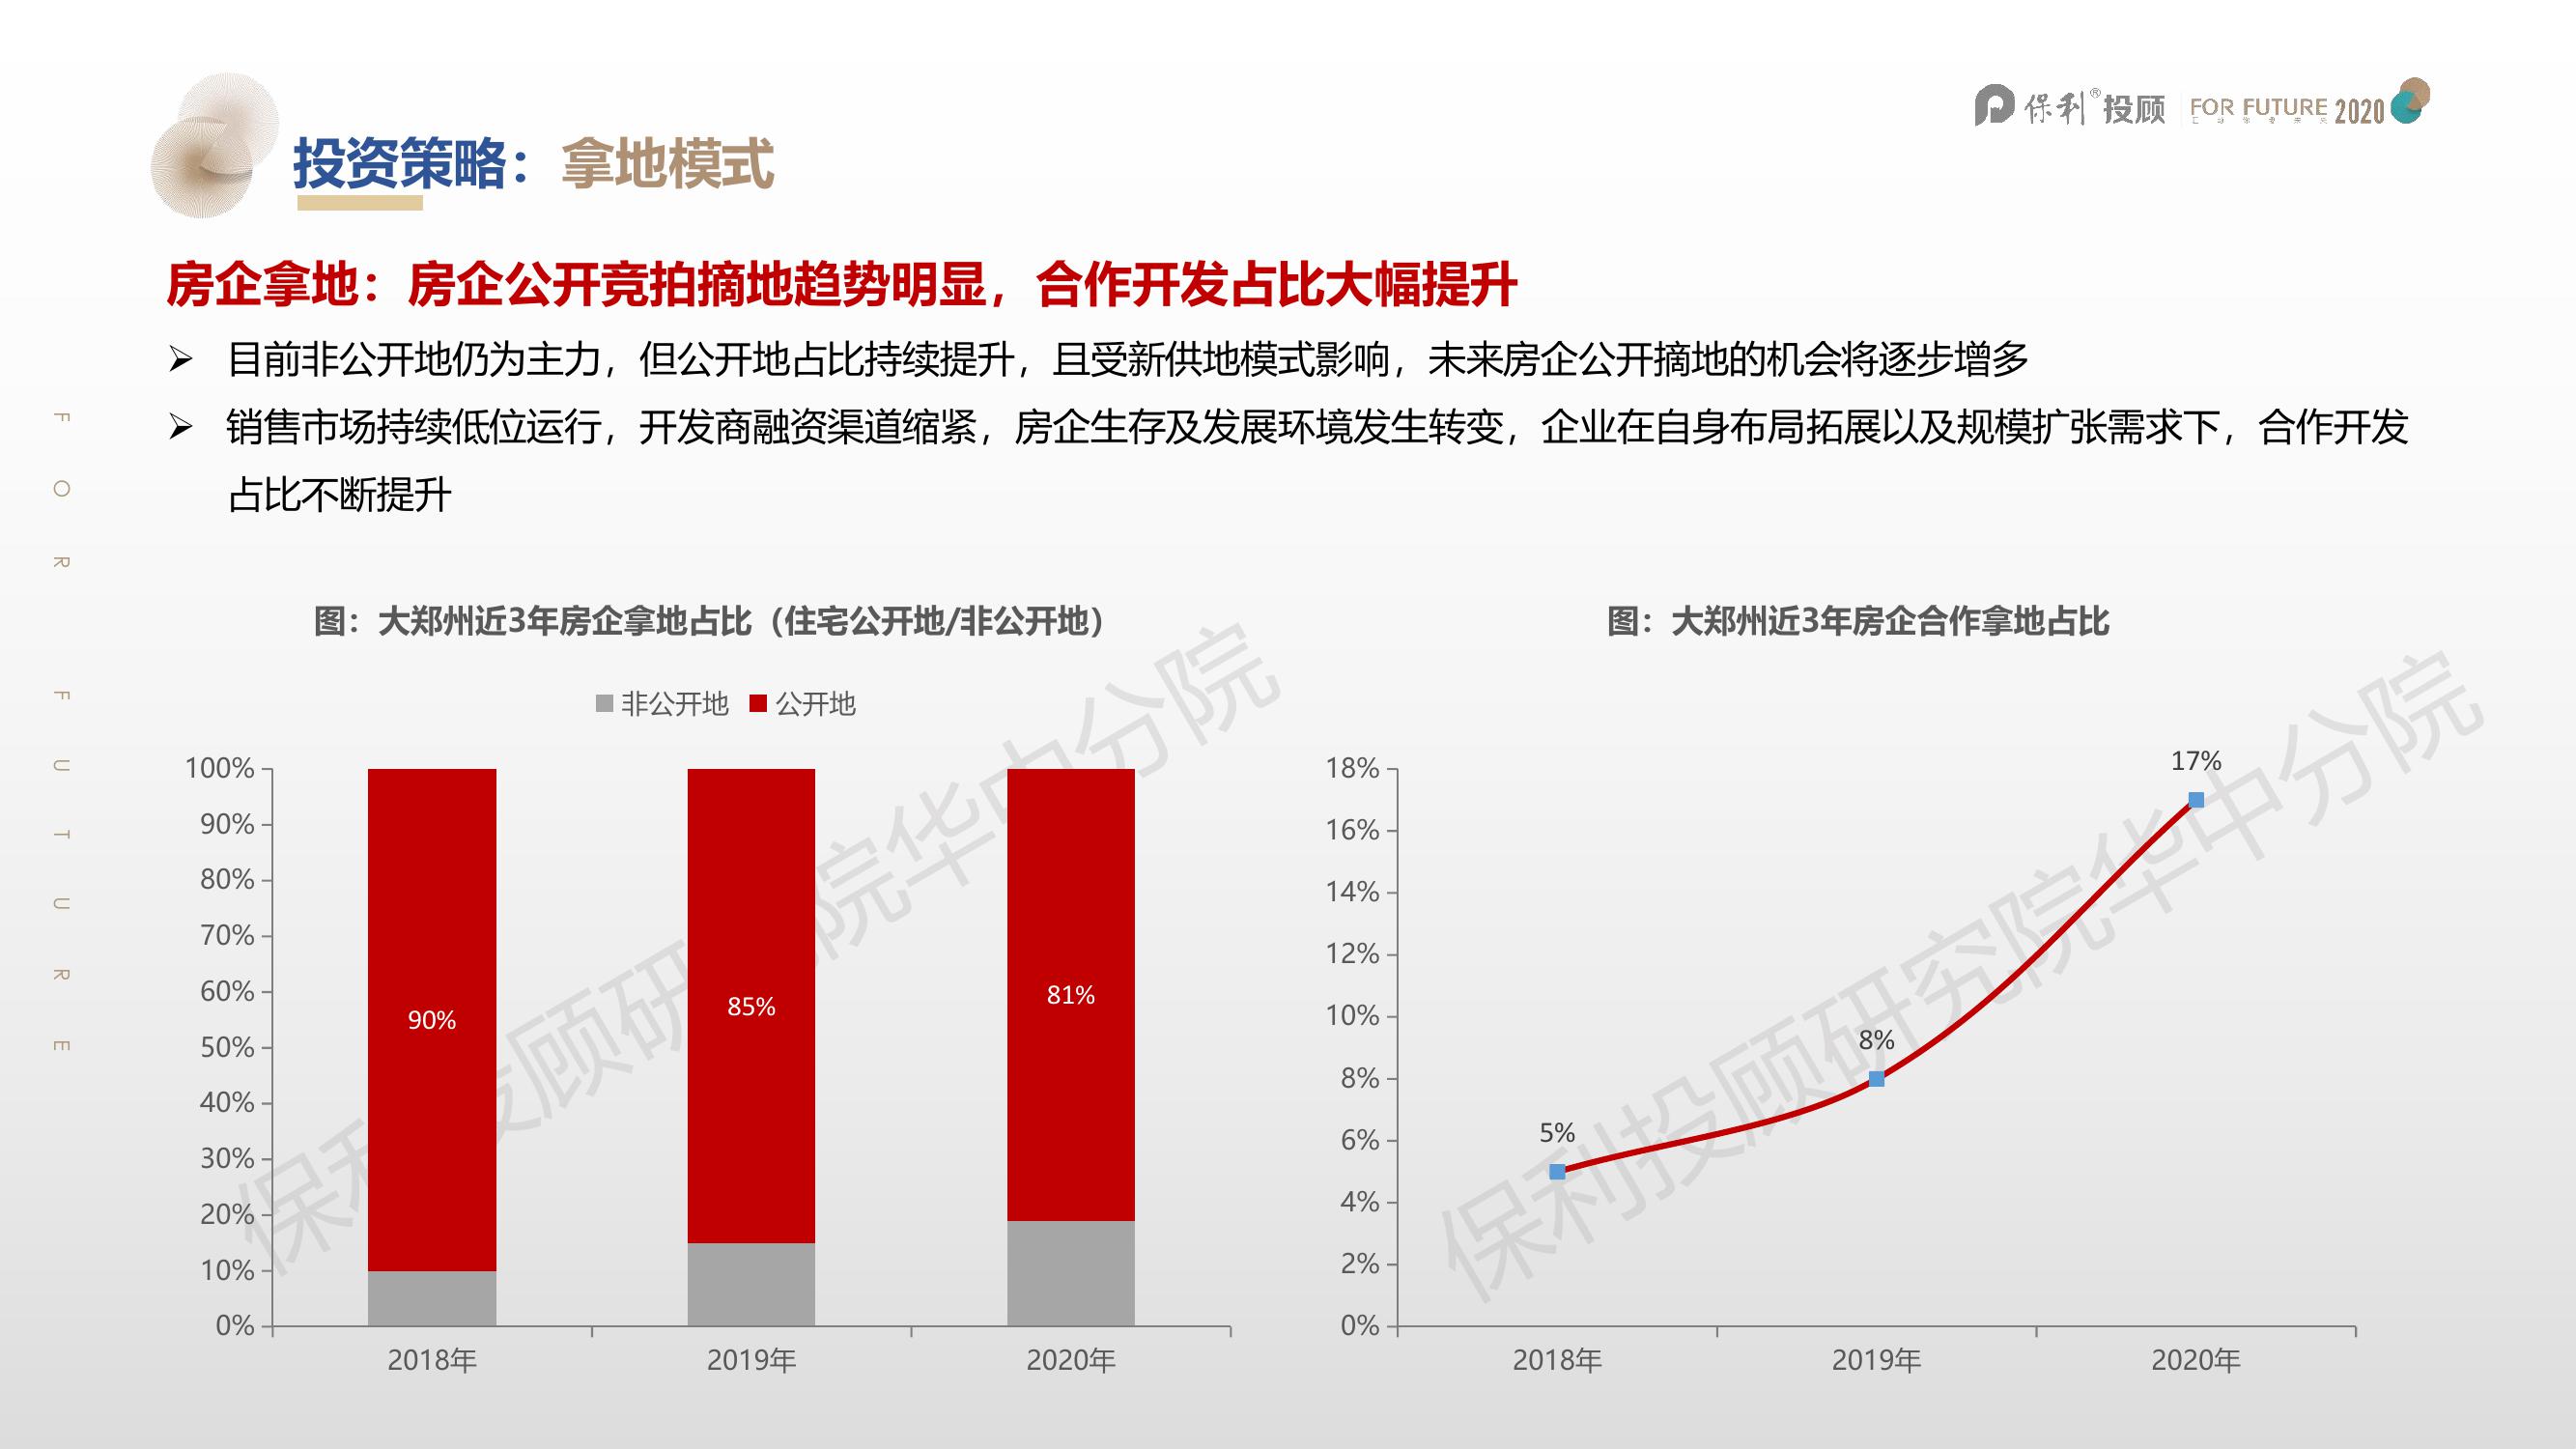 保利®投顾 FOR FUTURE 2020
投资策略：拿地模式
房企拿地：房企公开竞拍摘地趋势明显，合作开发占比大幅提升
➢ 目前非公开地仍为主力，但公开地占比持续提升，且受新供地模式影响，未来房企公开摘地的机会将逐步增多
➢ 销售市场持续低位运行，开发商融资渠道缩紧，房企生存及发展环境发生转变，企业在自身布局拓展以及规模扩张需求下，合作开发
占比不断提升
FOR FUTURE
图：大郑州近3年房企拿地占比（住宅公开地/非公开地）
非公开地 公开地
100%
90%
80%
70%
60%
50%
40%
30%
20%
10%
0%
90%
85%
81%
2018年 2019年 2020年
保利投顾研究院华中分院
图：大郑州近3年房企合作拿地占比
18%
16%
14%
12%
10%
8%
6%
4%
2%
0%
5%
8%
17%
2018年 2019年 2020年
保利投顾研究院华中分院